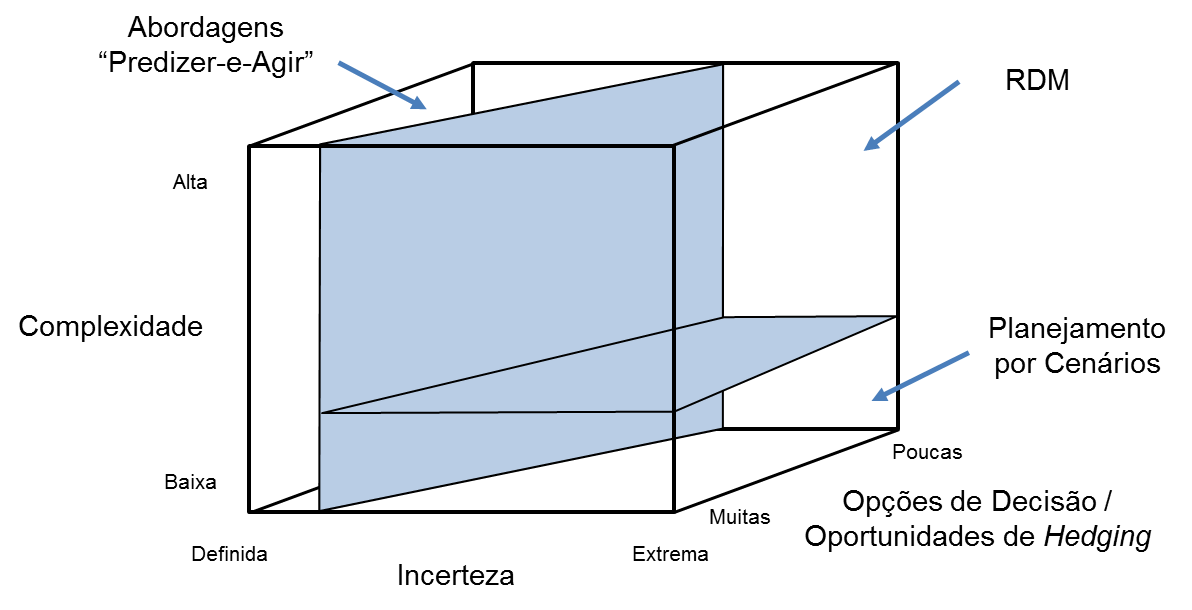 Abordagens
“Predizer-e-Agir”
RDM
Alta
Complexidade
Planejamento
por Cenários
Poucas
Baixa
Muitas
Opções de Decisão /
Oportunidades de Hedging
Definida
Extrema
Incerteza